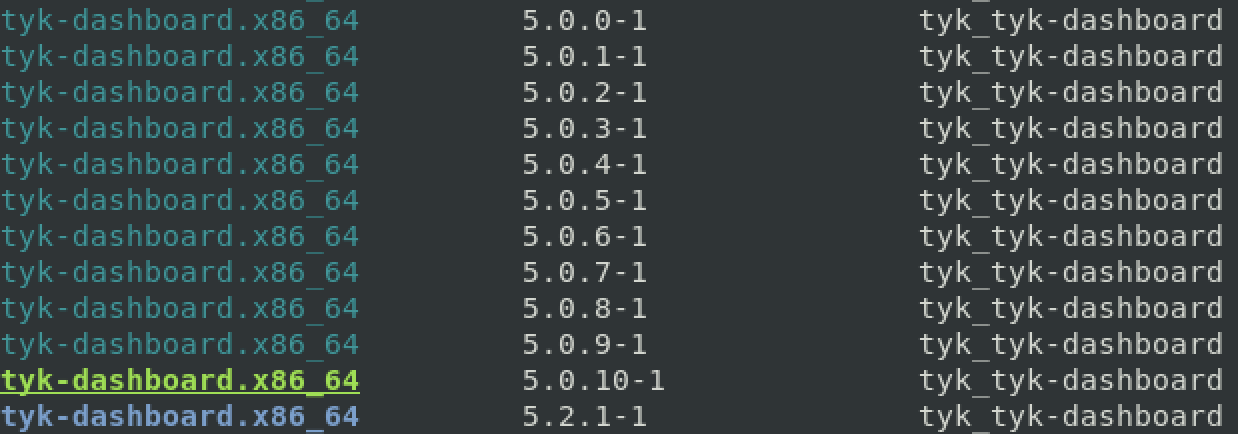 tyk-dashboard.x86_64 5.0.0-1 tyk_tyk-dashboard
tyk-dashboard.x86_64 5.0.1-1 tyk_tyk-dashboard
tyk-dashboard.x86_64 5.0.2-1 tyk_tyk-dashboard
tyk-dashboard.x86_64 5.0.3-1 tyk_tyk-dashboard
tyk-dashboard.x86_64 5.0.4-1 tyk_tyk-dashboard
tyk-dashboard.x86_64 5.0.5-1 tyk_tyk-dashboard
tyk-dashboard.x86_64 5.0.6-1 tyk_tyk-dashboard
tyk-dashboard.x86_64 5.0.7-1 tyk_tyk-dashboard
tyk-dashboard.x86_64 5.0.8-1 tyk_tyk-dashboard
tyk-dashboard.x86_64 5.0.9-1 tyk_tyk-dashboard
tyk-dashboard.x86_64 5.0.10-1 tyk_tyk-dashboard
tyk-dashboard.x86_64 5.2.1-1 tyk_tyk-dashboard